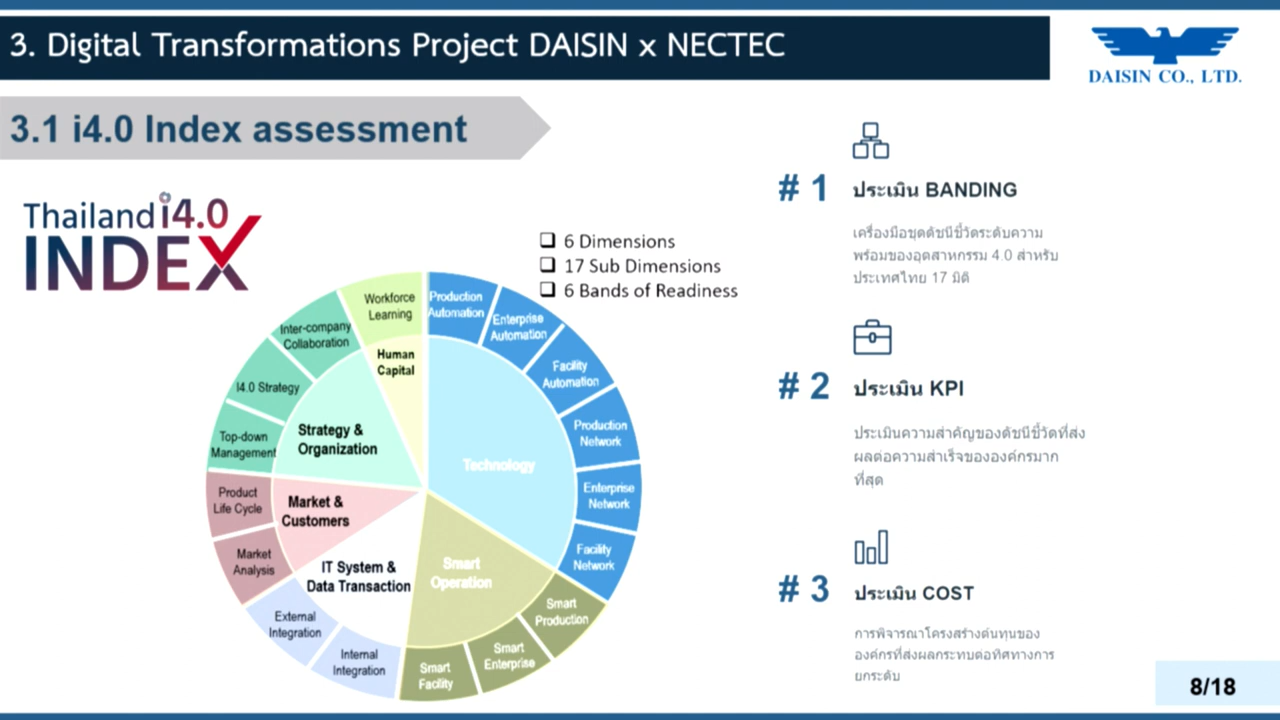 3. Digital Transformations Project DAISIN x NECTEC
DAISIN CO., LTD.
3.1 i4.0 Index assessment
Thailand i4.0
INDEX
6 Dimensions
17 Sub Dimensions
6 Bands of Readiness
Workforce
Learning
Production
Automation
Enterprise
Automation
Facility
Automation
Production
Network
Enterprise
Network
Facility
Network
Smart
Production
Smart
Enterprise
Smart
Facility
Internal
Integration
External
Integration
Market
Analysis
Product
Life Cycle
Top-down
Management
I4.0 Strategy
Inter-company
Collaboration
Human
Capital
Technology
Smart
Operation
IT System &
Data Transaction
Market &
Customers
Strategy &
Organization
# 1
ประเมิน BANDING
เครื่องมือชุดดัชนีชี้วัดระดับความ
พร้อมของอุตสาหกรรม 4.0 สำหรับ
ประเทศไทย 17 มิติ
# 2
ประเมิน KPI
ประเมินความสำคัญของดัชนีชี้วัดที่ส่ง
ผลต่อความสำเร็จขององค์กรมาก
ที่สุด
# 3
ประเมิน COST
การพิจารณาโครงสร้างต้นทุนของ
องค์กรที่ส่งผลกระทบต่อทิศทางการ
ยกระดับ
8/18